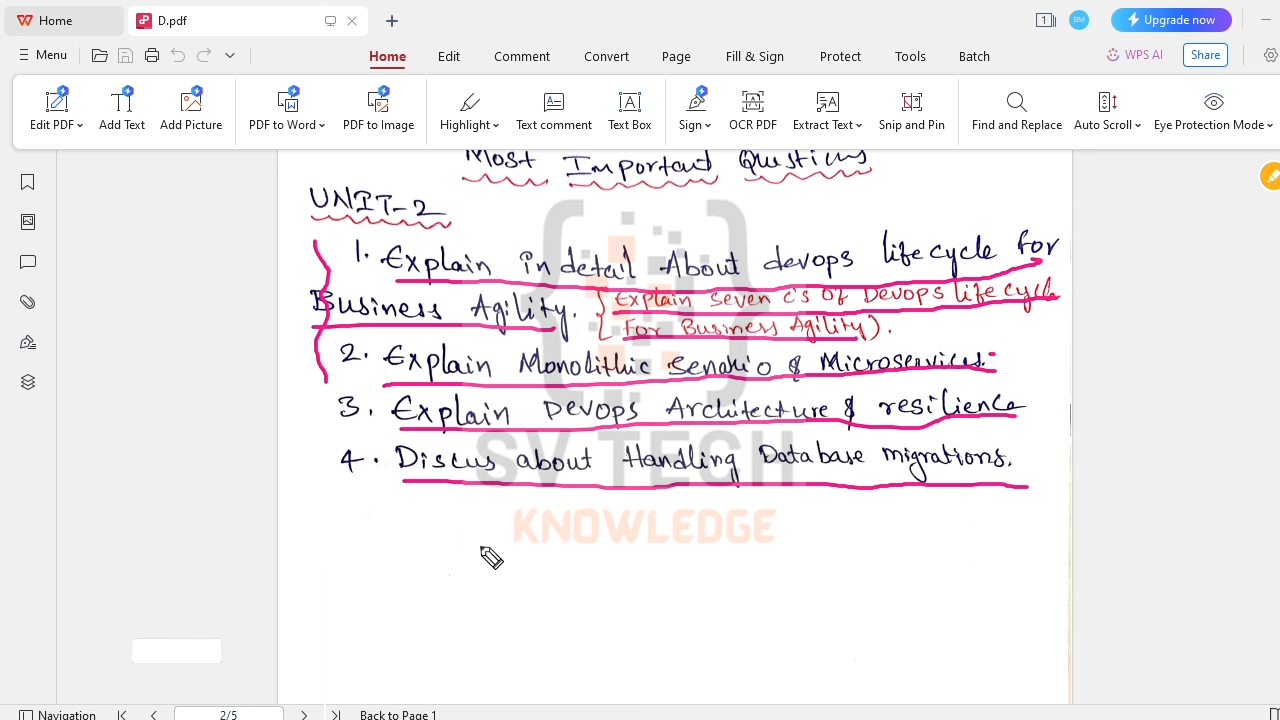 Home
D.pdf
1
BM
Upgrade now
Menu
Home
Edit
Comment
Convert
Page
Fill & Sign
Protect
Tools
Batch
WPS AI
Share
Edit PDF
Add Text
Add Picture
PDF to Word
PDF to Image
Highlight
Text comment
Text Box
Sign
OCR PDF
Extract Text
Snip and Pin
Find and Replace
Auto Scroll
Eye Protection Mode
Most Important Questions
UNIT-2
1. Explain in detail About devops lifecycle for
Business Agility. {Explain seven C's Of Devops Lifecycle
For Business Agility).
2. Explain Monolithic Senario & Microservices.
3. Explain Devops Architecture & resilience
4. Discus about Handling Database migrations.
SV TECH
KNOWLEDGE
Navigation
2/5
Back to Page 1